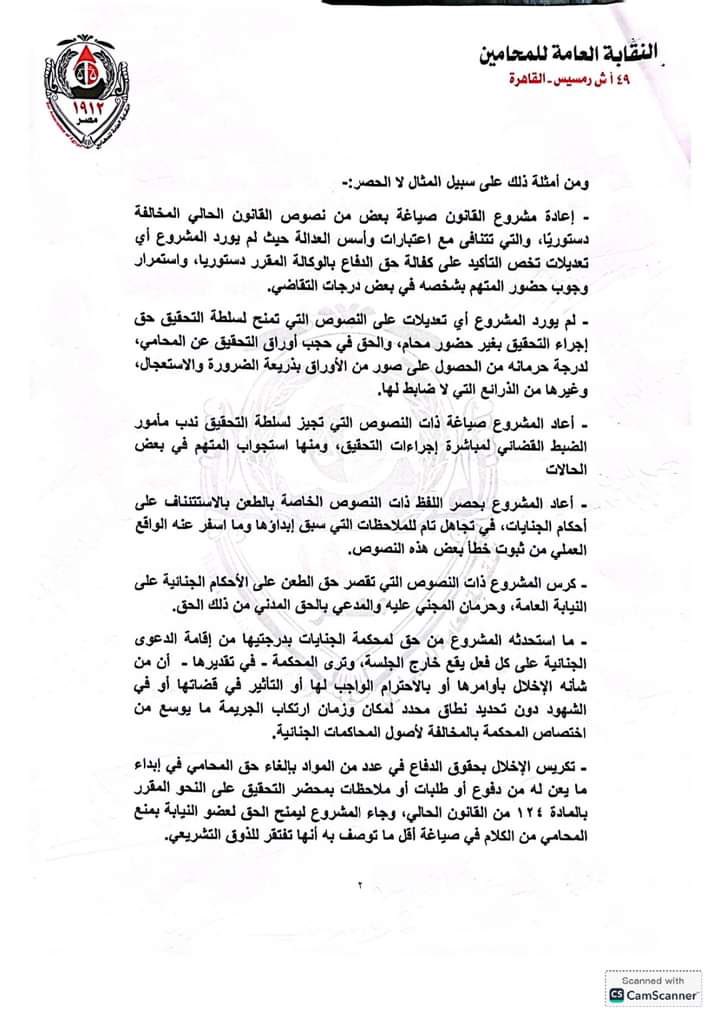 النقابة العامة للمحامين
٤٩ أ ش رمسيس - القاهرة
١٩١٢
مصر
ومن أمثلة ذلك على سبيل المثال لا الحصر:-
- إعادة مشروع القانون صياغة بعض من نصوص القانون الحالي المخالفة
دستوريًا، والتي تتنافى مع اعتبارات وأسس العدالة حيث لم يورد المشروع أي
تعديلات تخص التأكيد على كفالة حق الدفاع بالوكالة المقرر دستوريا، واستمرار
وجوب حضور المتهم بشخصه في بعض درجات التقاضي.
- لم يورد المشروع أي تعديلات على النصوص التي تمنح لسلطة التحقيق حق
إجراء التحقيق بغير حضور محام، والحق في حجب أوراق التحقيق عن المحامي،
لدرجة حرمانه من الحصول على صور من الأوراق بذريعة الضرورة والاستعجال،
وغيرها من الذرائع التي لا ضابط لها.
- أعاد المشروع صياغة ذات النصوص التي تجيز لسلطة التحقيق ندب مأمور
الضبط القضائي لمباشرة إجراءات التحقيق، ومنها استجواب المتهم في بعض
الحالات
- أعاد المشروع بحصر اللفظ ذات النصوص الخاصة بالطعن بالاستئناف على
أحكام الجنايات، في تجاهل تام للملاحظات التي سبق إبداؤها وما اسفر عنه الواقع
العملي من ثبوت خطأ بعض هذه النصوص.
- كرس المشروع ذات النصوص التي تقصر حق الطعن على الأحكام الجنائية على
النيابة العامة، وحرمان المجني عليه والمدعي بالحق المدني من ذلك الحق.
- ما استحدثه المشروع من حق لمحكمة الجنايات بدرجتيها من إقامة الدعوى
الجنائية على كل فعل يقع خارج الجلسة، وترى المحكمة - في تقديرها - أن من
شأنه الإخلال بأوامرها أو بالاحترام الواجب لها أو التأثير في قضاتها أو في
الشهود دون تحديد نطاق محدد لمكان وزمان ارتكاب الجريمة ما يوسع من
اختصاص المحكمة بالمخالفة لأصول المحاكمات الجنائية.
- تكريس الإخلال بحقوق الدفاع في عدد من المواد بإلغاء حق المحامي في إبداء
ما يعن له من دفوع أو طلبات أو ملاحظات بمحضر التحقيق على النحو المقرر
بالمادة ١٢٤ من القانون الحالي، وجاء المشروع ليمنح الحق لعضو النيابة بمنع
المحامي من الكلام في صياغة أقل ما توصف به أنها تفتقر للذوق التشريعي.
٢
Scanned with
CS CamScanner